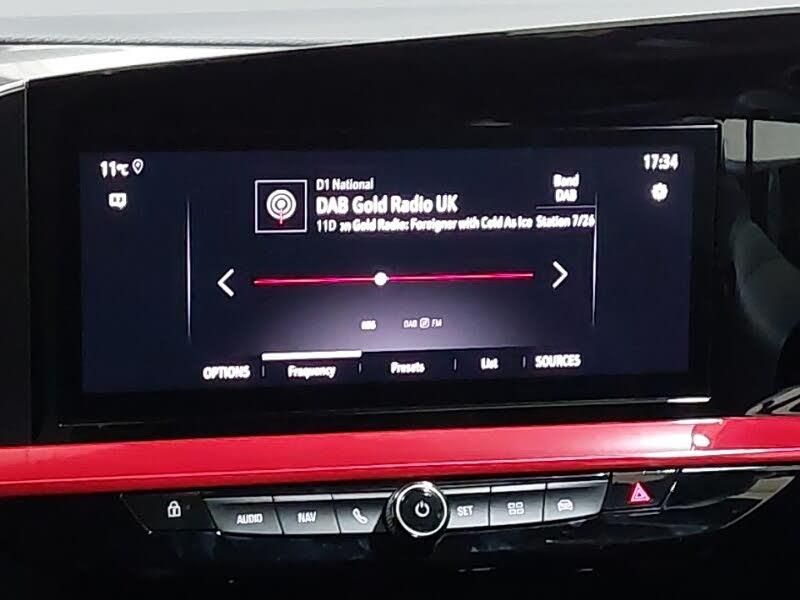 11°C
17:34
D1 National
Band
DAB
DAB Gold Radio UK
11D
on Gold Radio: Foreigner with Cold As Ice
Station 7/26
DAB
FM
OPTIONS
Frequency
Presets
List
SOURCES
AUDIO
NAV
SET